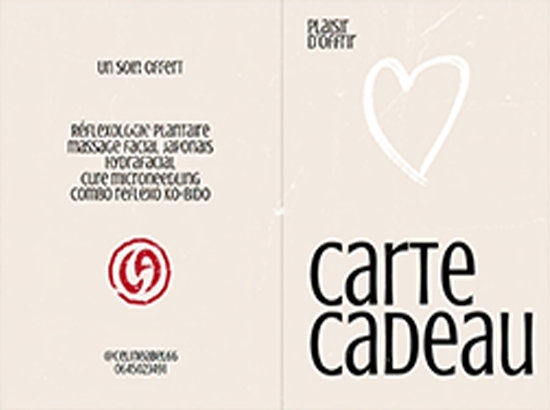 un soin offert
réflexologie plantaire
massage facial japonais
hydrafacial
cure microneedling
combo reflexo ko-bido
0645023491
plaisir
d'offrir
carte
cadeau